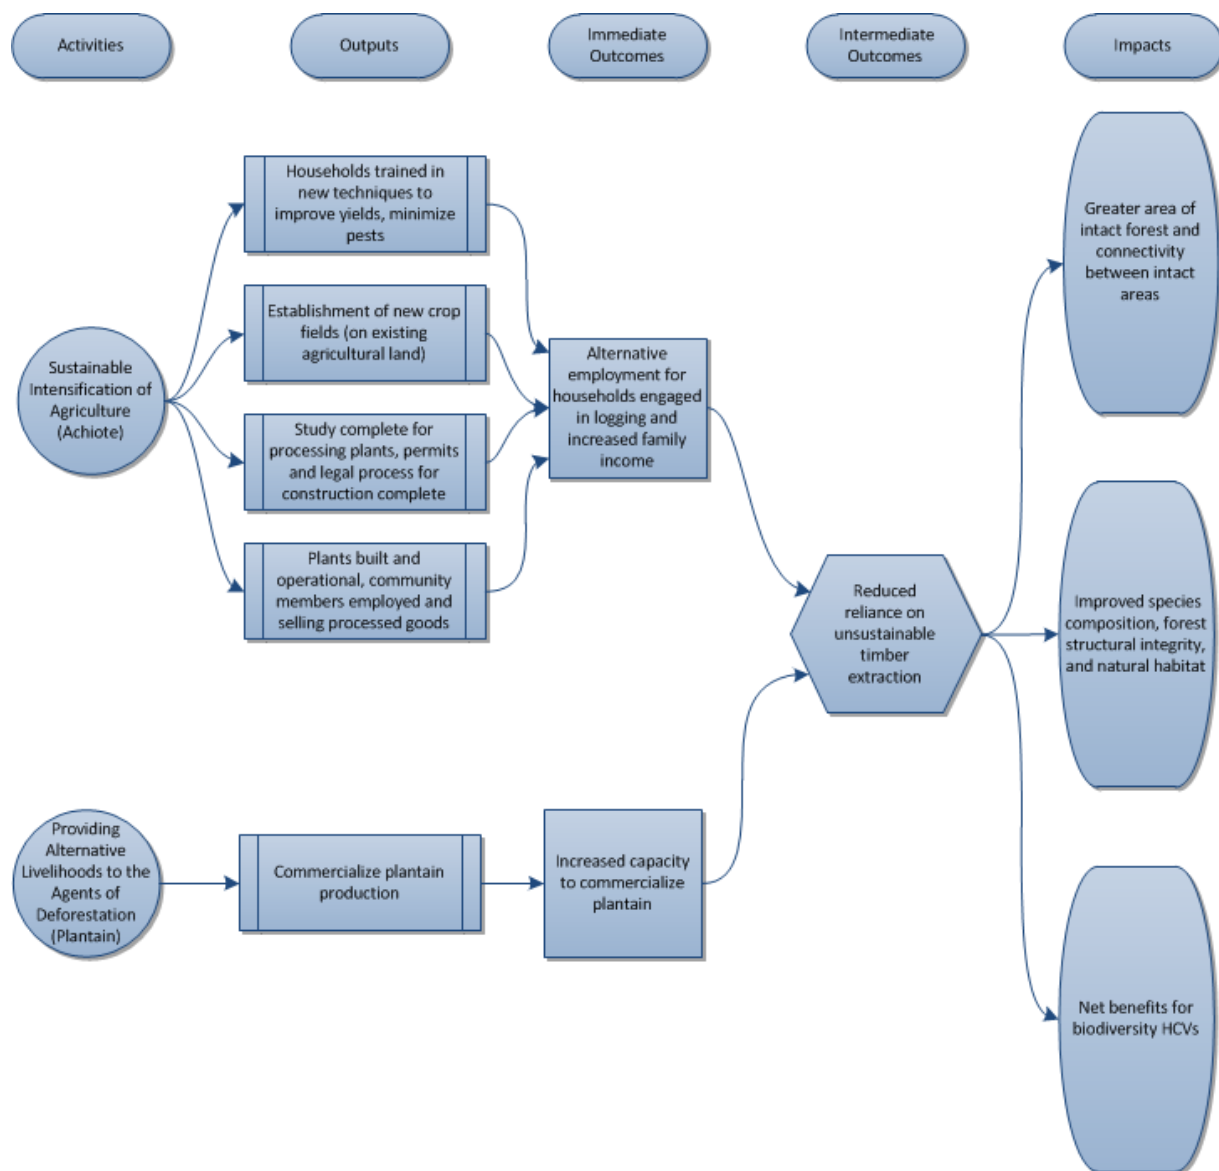 Activities
Outputs
Immediate
Outcomes
Intermediate
Outcomes
Impacts
Households trained in
new techniques to
improve yields, minimize
pests
Greater area of
intact forest and
connectivity
between intact
areas
Establishment of new crop
fields (on existing
agricultural land)
Sustainable
Intensification of
Agriculture
(Achiote)
Alternative
employment for
households engaged
in logging and
increased family
income
Study complete for
processing plants, permits
and legal process for
construction complete
Plants built and
operational, community
members employed and
selling processed goods
Reduced
reliance on
unsustainable
timber
extraction
Improved species
composition, forest
structural integrity,
and natural habitat
Providing
Alternative
Livelihoods to the
Agents of
Deforestation
(Plantain)
Commercialize plantain
production
Increased capacity
to commercialize
plantain
Net benefits for
biodiversity HCVs